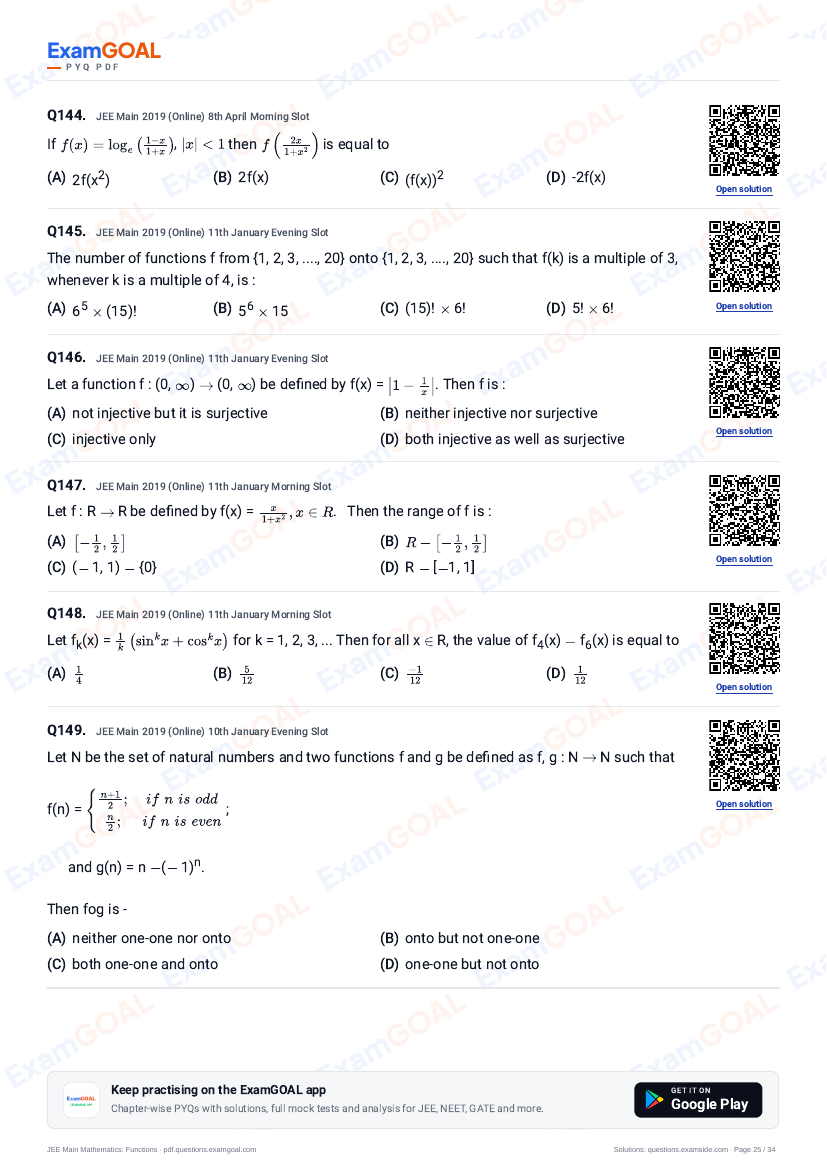 ExamGOAL
PYQ PDF
Q144. JEE Main 2019 (Online) 8th April Morning Slot
If f(x) = logₑ((1−x)/(1+x)), |x| < 1 then f(2x/(1+x²)) is equal to
(A) 2f(x²) (B) 2f(x) (C) (f(x))² (D) -2f(x)
Open solution
Q145. JEE Main 2019 (Online) 11th January Evening Slot
The number of functions f from {1, 2, 3, ...., 20} onto {1, 2, 3, ...., 20} such that f(k) is a multiple of 3,
whenever k is a multiple of 4, is :
(A) 6⁵ × (15)! (B) 5⁶ × 15 (C) (15)! × 6! (D) 5! × 6!
Open solution
Q146. JEE Main 2019 (Online) 11th January Evening Slot
Let a function f : (0, ∞) → (0, ∞) be defined by f(x) = |1 − 1/x|. Then f is :
(A) not injective but it is surjective (B) neither injective nor surjective
(C) injective only (D) both injective as well as surjective
Open solution
Q147. JEE Main 2019 (Online) 11th January Morning Slot
Let f : R → R be defined by f(x) = x/(1+x²), x ∈ R. Then the range of f is :
(A) [−1/2, 1/2] (B) R − [−1/2, 1/2]
(C) (− 1, 1) − {0} (D) R − [−1, 1]
Open solution
Q148. JEE Main 2019 (Online) 11th January Morning Slot
Let fₖ(x) = 1/k (sinᵏx + cosᵏx) for k = 1, 2, 3, ... Then for all x ∈ R, the value of f₄(x) − f₆(x) is equal to
(A) 1/4 (B) 5/12 (C) −1/12 (D) 1/12
Open solution
Q149. JEE Main 2019 (Online) 10th January Evening Slot
Let N be the set of natural numbers and two functions f and g be defined as f, g : N → N such that
f(n) = { (n+1)/2; if n is odd
n/2; if n is even ;
and g(n) = n −(− 1)ⁿ.
Then fog is -
(A) neither one-one nor onto (B) onto but not one-one
(C) both one-one and onto (D) one-one but not onto
Open solution
Keep practising on the ExamGOAL app
Chapter-wise PYQs with solutions, full mock tests and analysis for JEE, NEET, GATE and more.
GET IT ON
Google Play
JEE Main Mathematics: Functions · pdf.questions.examgoal.com Solutions: questions.examside.com · Page 25 / 34